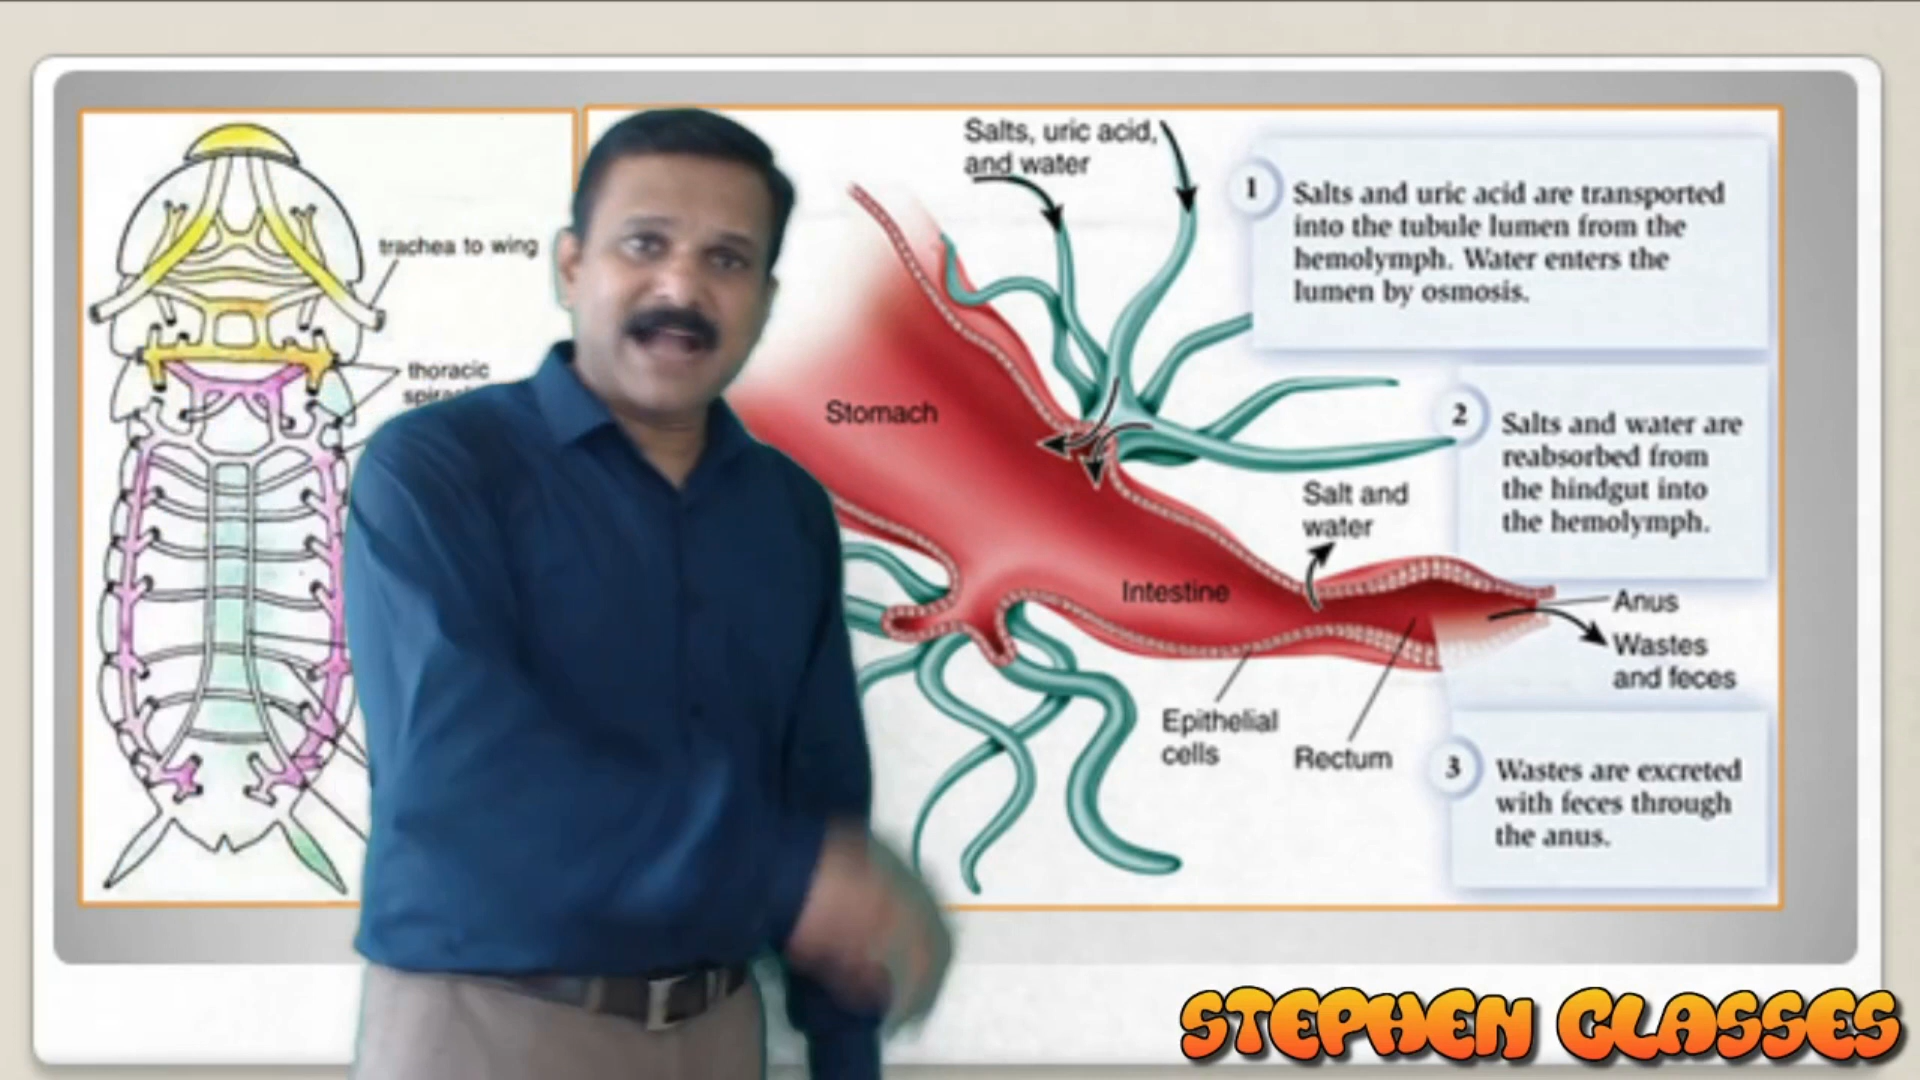 trachea to wing
thoracic
Salts, uric acid,
and water
Stomach
Intestine
Salt and
water
Anus
Wastes
and feces
Epithelial
cells
Rectum
1
Salts and uric acid are transported
into the tubule lumen from the
hemolymph. Water enters the
lumen by osmosis.
2
Salts and water are
reabsorbed from
the hindgut into
the hemolymph.
3
Wastes are excreted
with feces through
the anus.
STEPHEN CLASSES